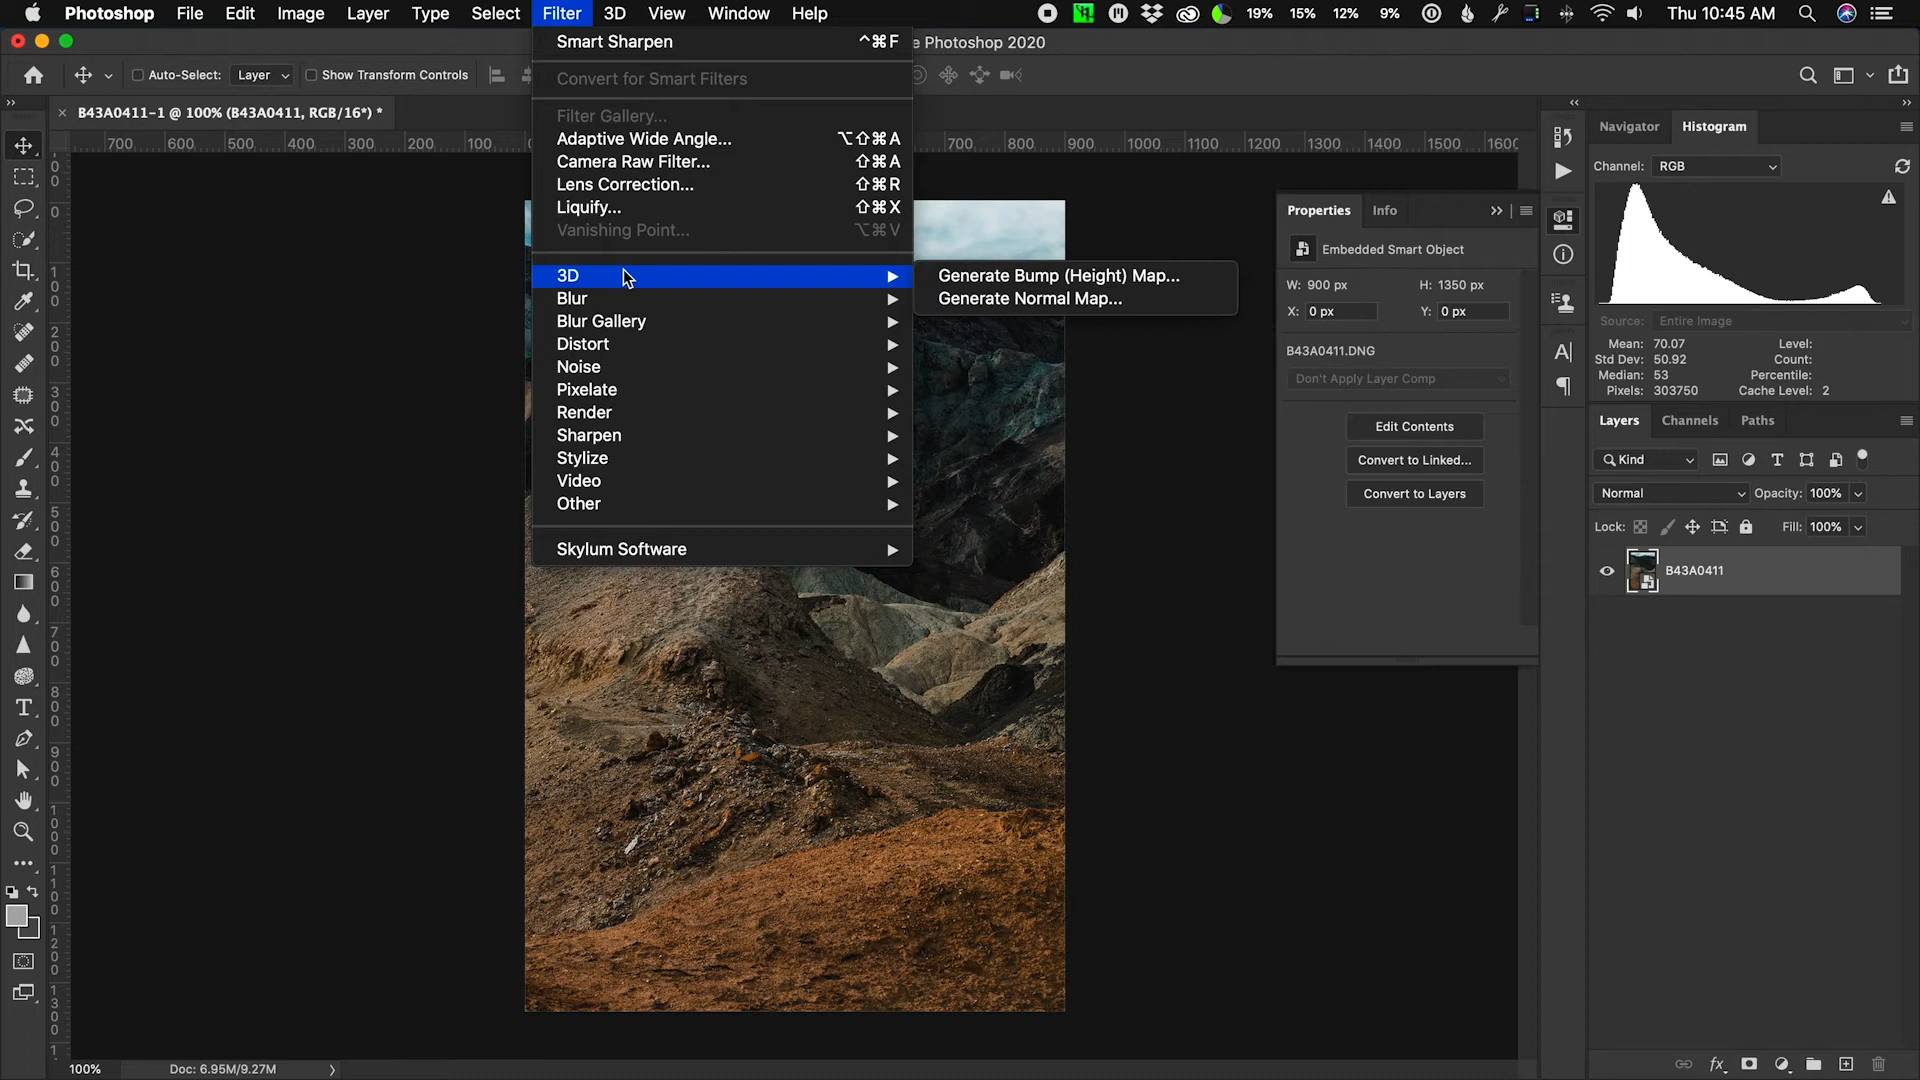 Photoshop File Edit Image Layer Type Select Filter 3D View Window Help 19% 15% 12% 9% Thu 10:45 AM
e Photoshop 2020
Auto-Select: Layer Show Transform Controls
B43A0411-1 @ 100% (B43A0411, RGB/16*) *
700 600 500 400 300 200 100 700 800 900 1000 1100 1200 1300 1400 1500 1600
Smart Sharpen ^⌘F
Convert for Smart Filters
Filter Gallery...
Adaptive Wide Angle... ⌥⇧⌘A
Camera Raw Filter... ⇧⌘A
Lens Correction... ⇧⌘R
Liquify... ⇧⌘X
Vanishing Point... ⌥⌘V
3D
Blur
Blur Gallery
Distort
Noise
Pixelate
Render
Sharpen
Stylize
Video
Other
Skylum Software
Generate Bump (Height) Map...
Generate Normal Map...
Properties Info
Embedded Smart Object
W: 900 px H: 1350 px
X: 0 px Y: 0 px
B43A0411.DNG
Don't Apply Layer Comp
Edit Contents
Convert to Linked...
Convert to Layers
Navigator Histogram
Channel: RGB
Source: Entire Image
Mean: 70.07 Level:
Std Dev: 50.92 Count:
Median: 53 Percentile:
Pixels: 303750 Cache Level: 2
Layers Channels Paths
Kind
Normal Opacity: 100%
Lock: Fill: 100%
B43A0411
100% Doc: 6.95M/9.27M